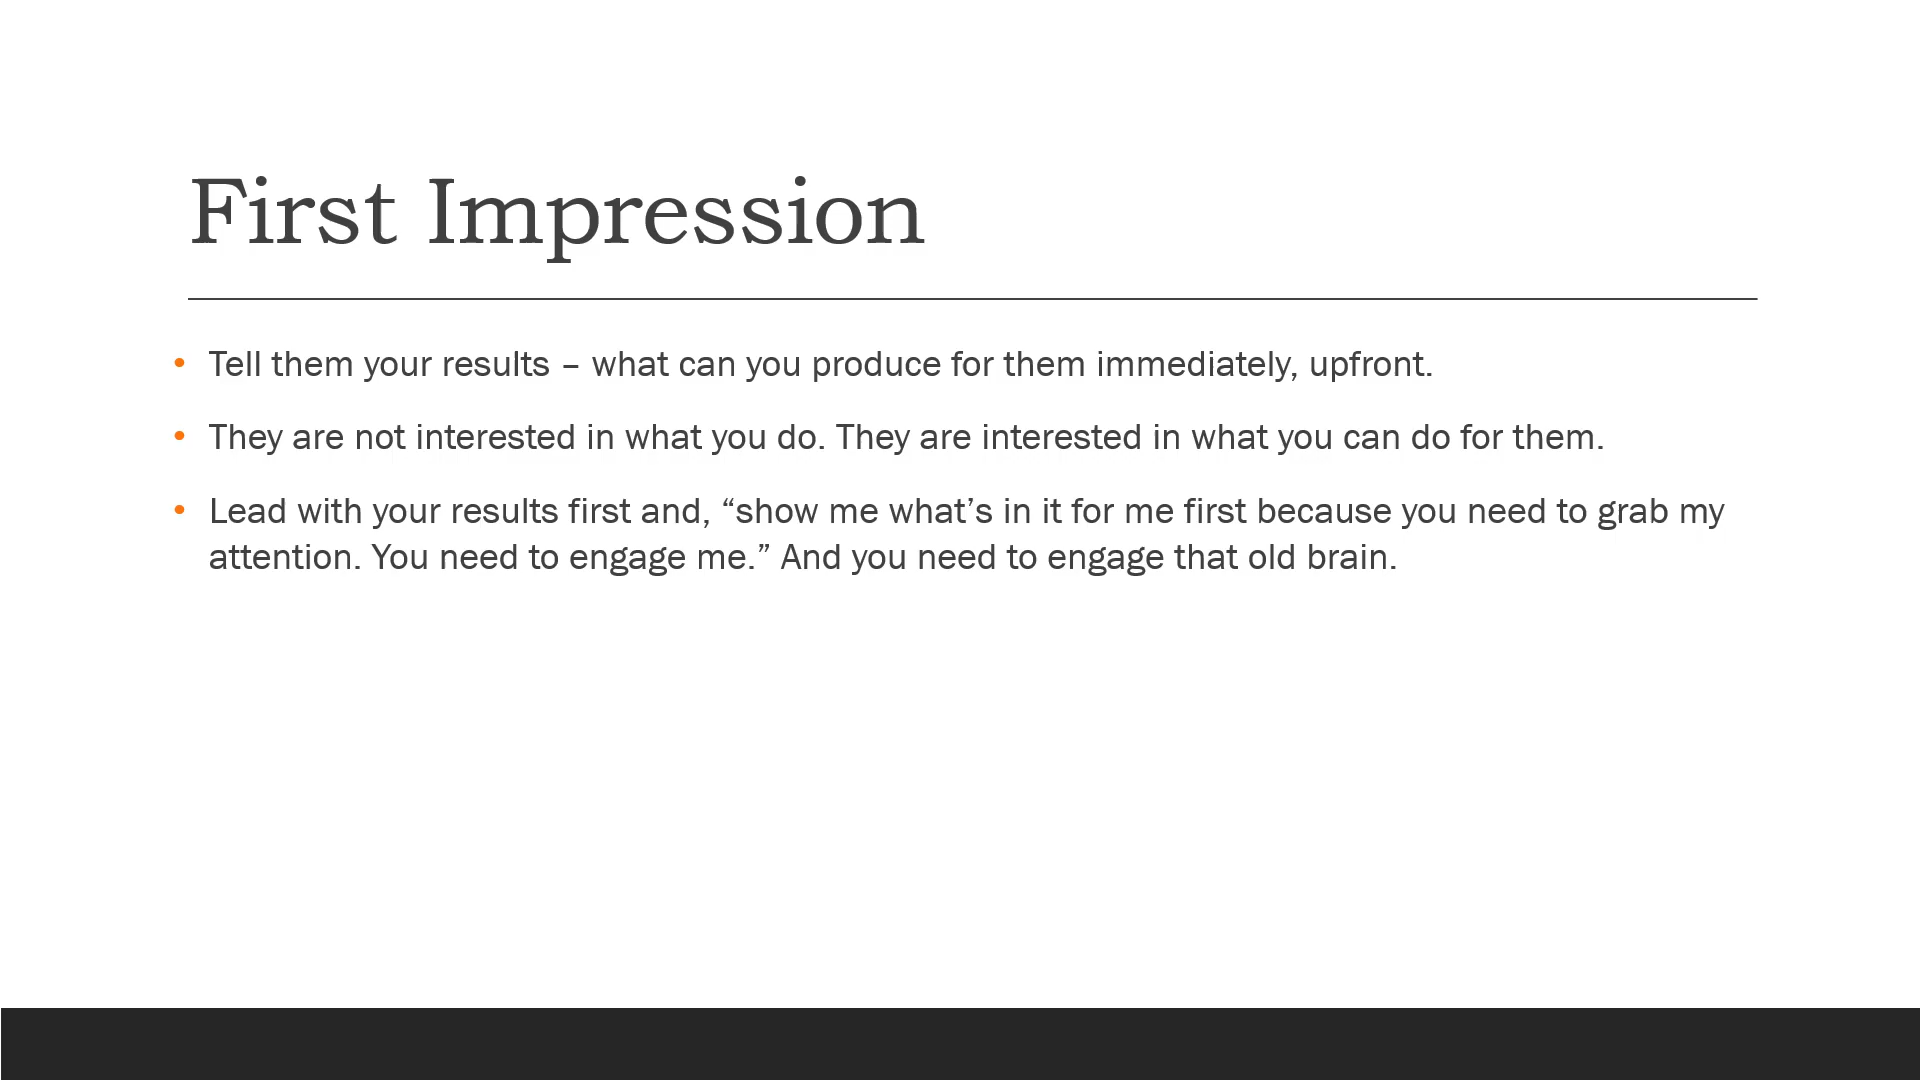 First Impression
• Tell them your results – what can you produce for them immediately, upfront.
• They are not interested in what you do. They are interested in what you can do for them.
• Lead with your results first and, “show me what’s in it for me first because you need to grab my
attention. You need to engage me.” And you need to engage that old brain.